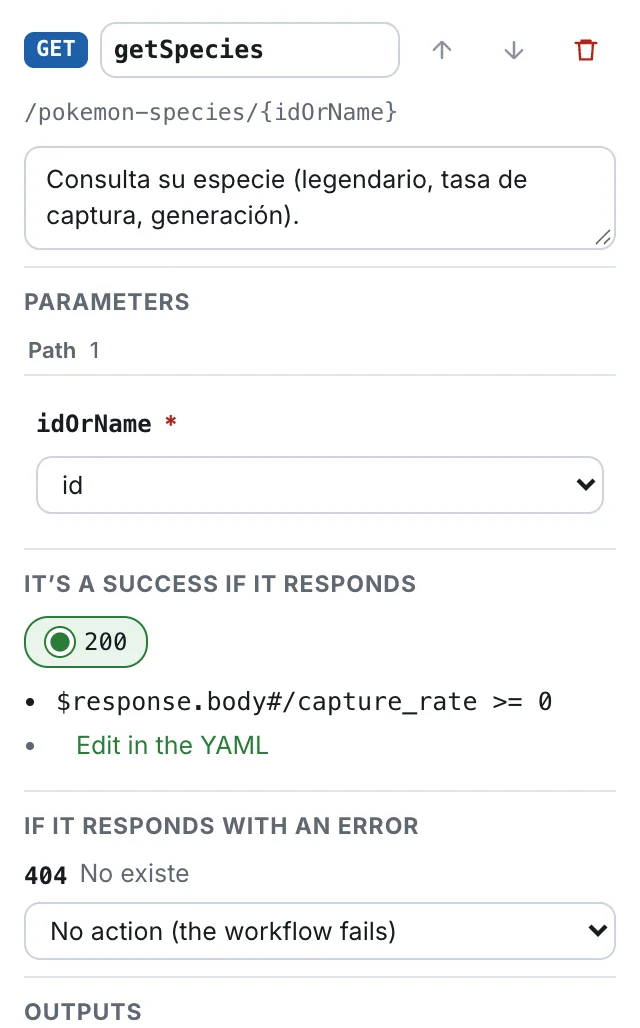 GET getSpecies
/pokemon-species/{idOrName}
Consulta su especie (legendario, tasa de
captura, generación).
PARAMETERS
Path 1
idOrName *
id
IT’S A SUCCESS IF IT RESPONDS
200
• $response.body#/capture_rate >= 0
• Edit in the YAML
IF IT RESPONDS WITH AN ERROR
404 No existe
No action (the workflow fails)
OUTPUTS